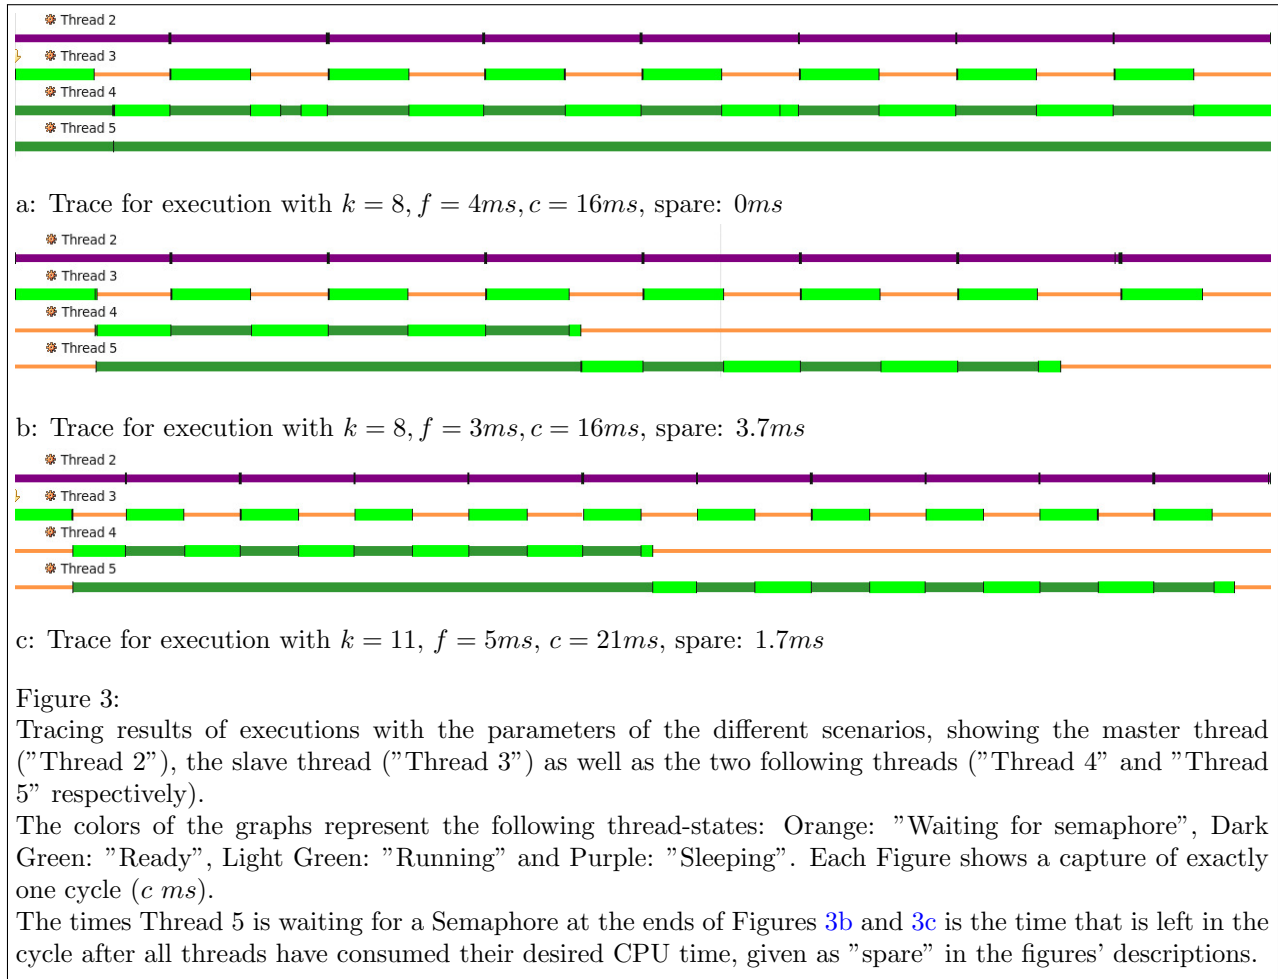 Thread 2
Thread 3
Thread 4
Thread 5
a: Trace for execution with k = 8, f = 4ms, c = 16ms, spare: 0ms
Thread 2
Thread 3
Thread 4
Thread 5
b: Trace for execution with k = 8, f = 3ms, c = 16ms, spare: 3.7ms
Thread 2
Thread 3
Thread 4
Thread 5
c: Trace for execution with k = 11, f = 5ms, c = 21ms, spare: 1.7ms
Figure 3:
Tracing results of executions with the parameters of the different scenarios, showing the master thread
(”Thread 2”), the slave thread (”Thread 3”) as well as the two following threads (”Thread 4” and ”Thread
5” respectively).
The colors of the graphs represent the following thread-states: Orange: ”Waiting for semaphore”, Dark
Green: ”Ready”, Light Green: ”Running” and Purple: ”Sleeping”. Each Figure shows a capture of exactly
one cycle (c ms).
The times Thread 5 is waiting for a Semaphore at the ends of Figures 3b and 3c is the time that is left in the
cycle after all threads have consumed their desired CPU time, given as ”spare” in the figures’ descriptions.